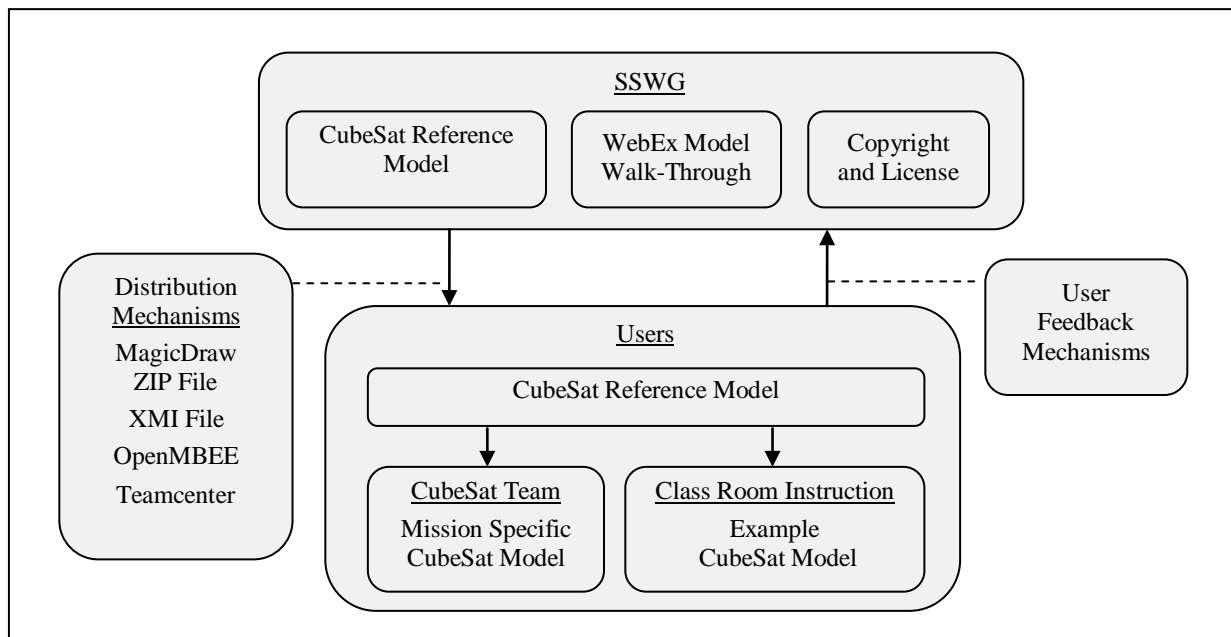 SSWG
CubeSat Reference
Model
WebEx Model
Walk-Through
Copyright
and License
Distribution
Mechanisms
MagicDraw
ZIP File
XMI File
OpenMBEE
Teamcenter
User
Feedback
Mechanisms
Users
CubeSat Reference Model
CubeSat Team
Mission Specific
CubeSat Model
Class Room Instruction
Example
CubeSat Model